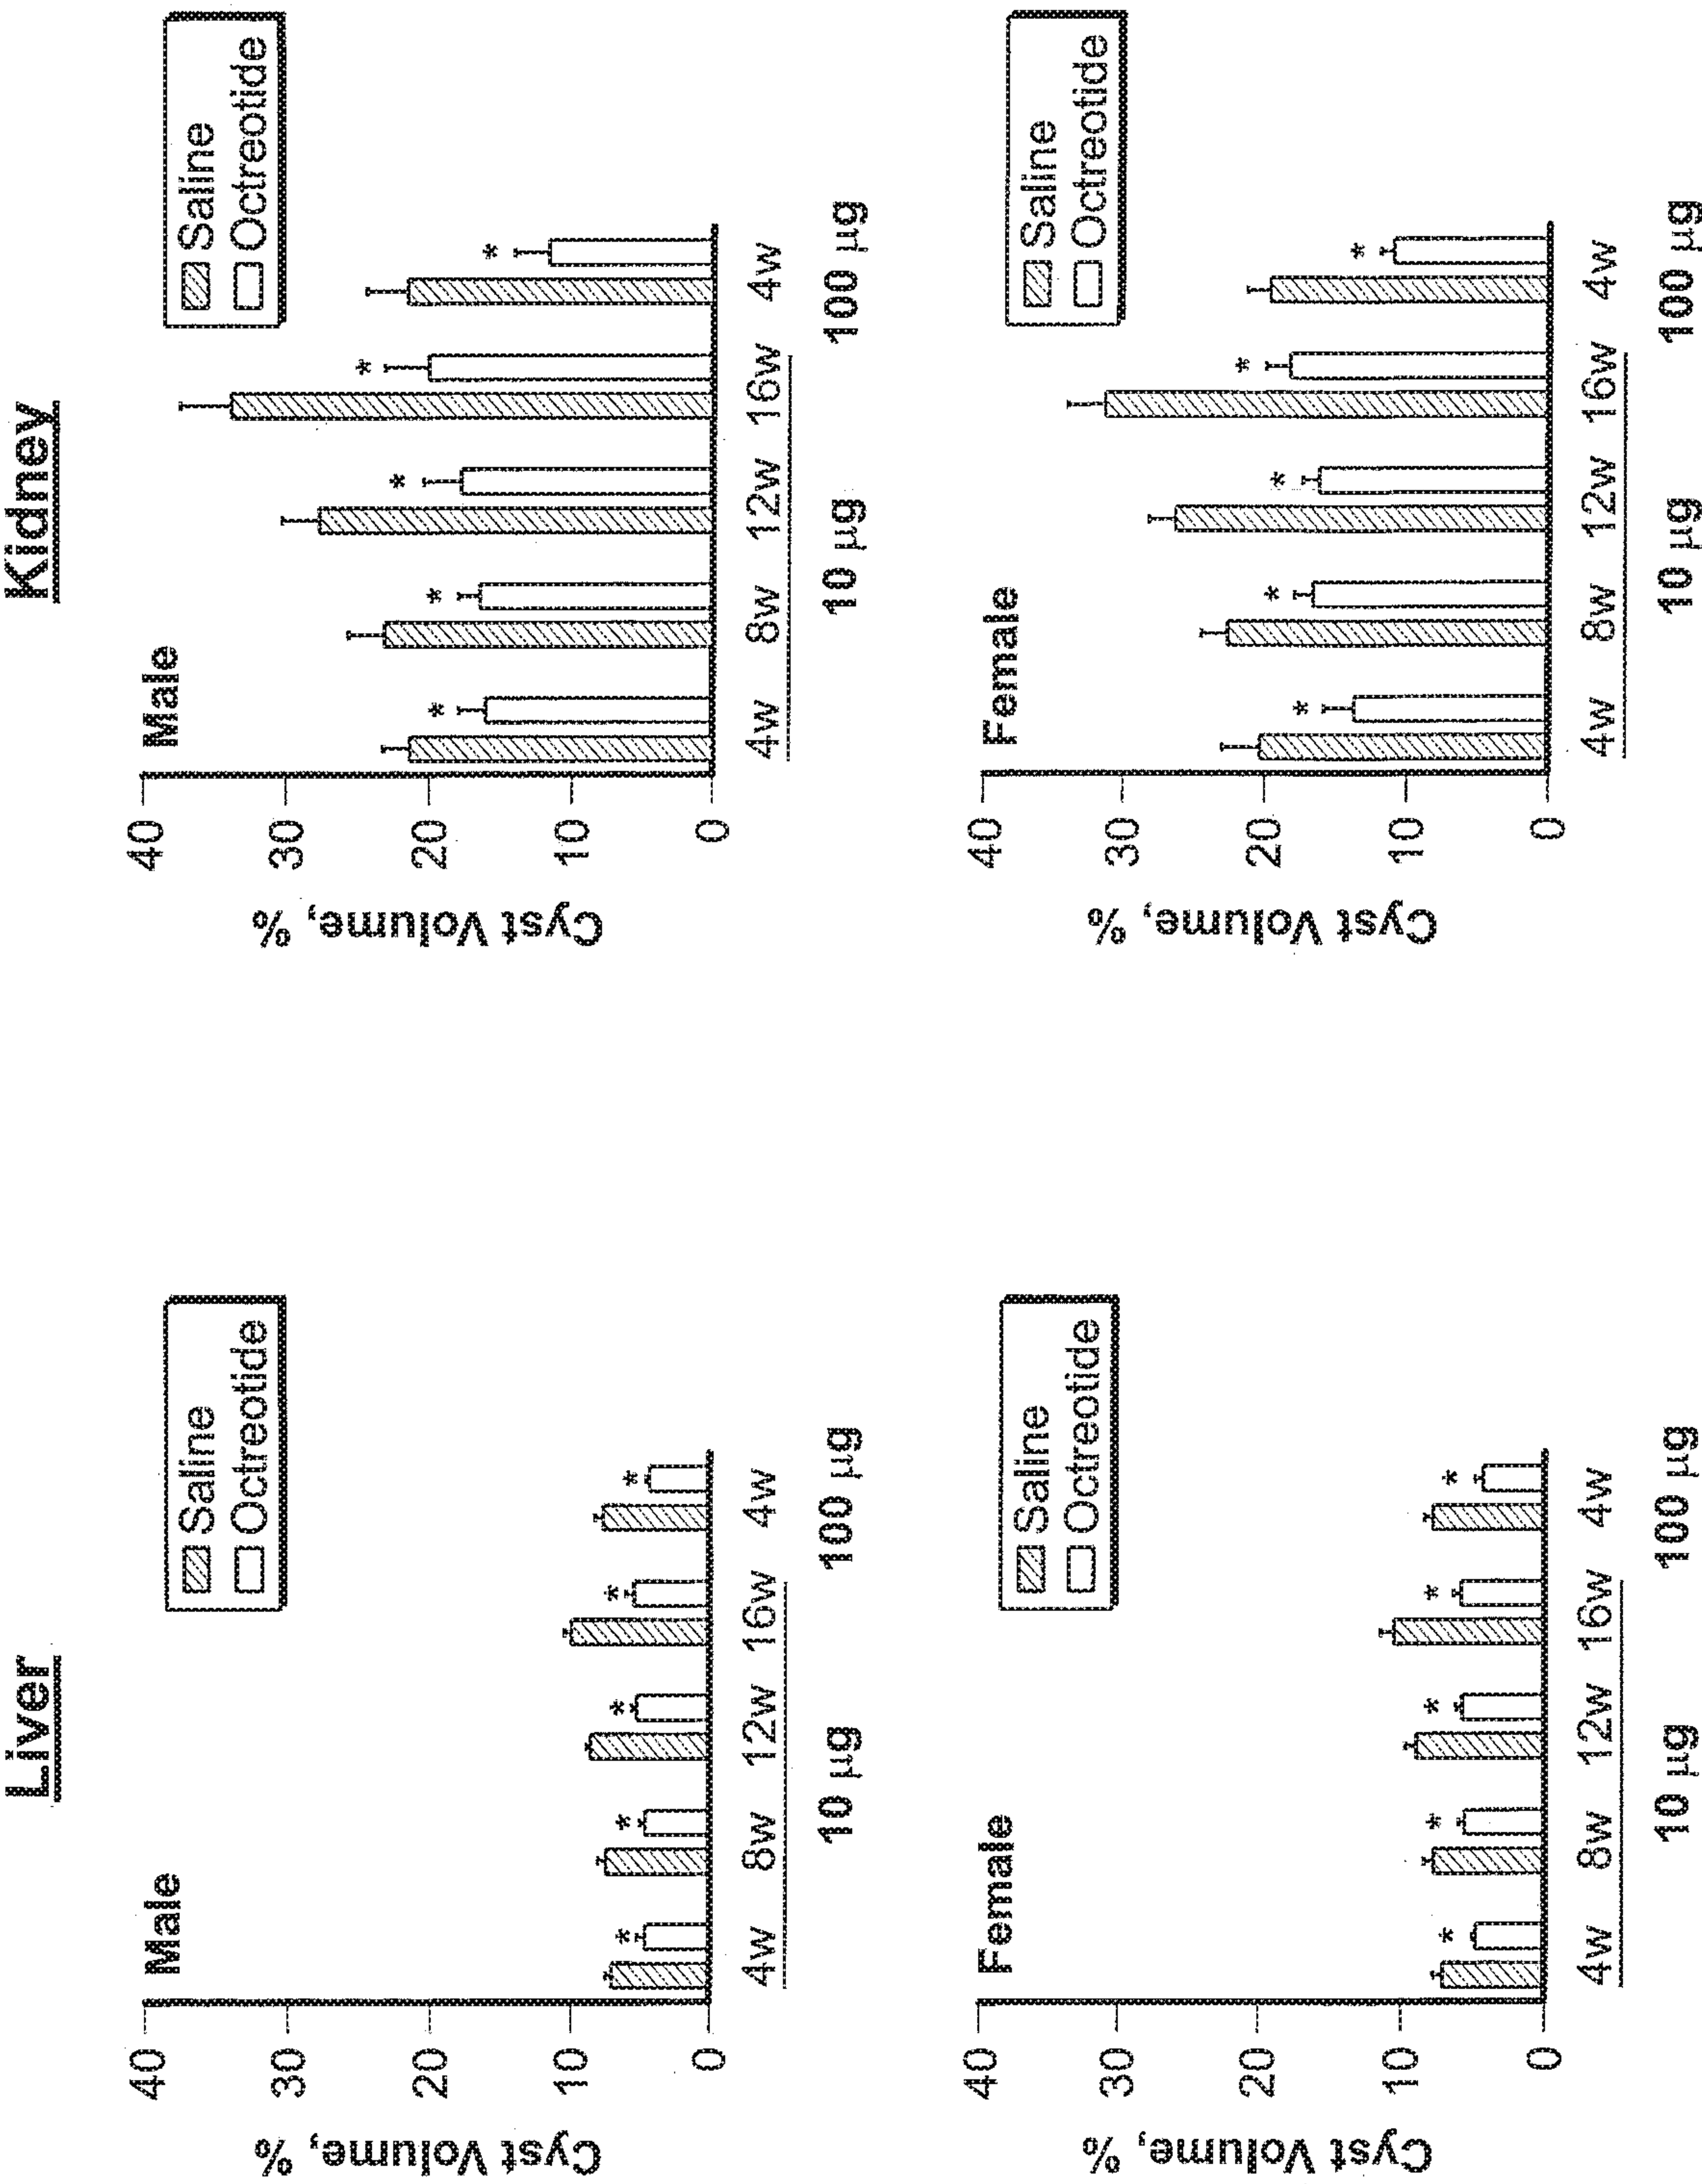 Liver
Male
Saline
Octreotide
Cyst Volume, %
40
30
20
10
0
* * * * *
4w 8w 12w 16w 4w
10 µg 100 µg
Female
Saline
Octreotide
Cyst Volume, %
40
30
20
10
0
* * * * *
4w 8w 12w 16w 4w
10 µg 100 µg
Kidney
Male
Saline
Octreotide
Cyst Volume, %
40
30
20
10
0
* * * * *
4w 8w 12w 16w 4w
10 µg 100 µg
Female
Saline
Octreotide
Cyst Volume, %
40
30
20
10
0
* * * * *
4w 8w 12w 16w 4w
10 µg 100 µg